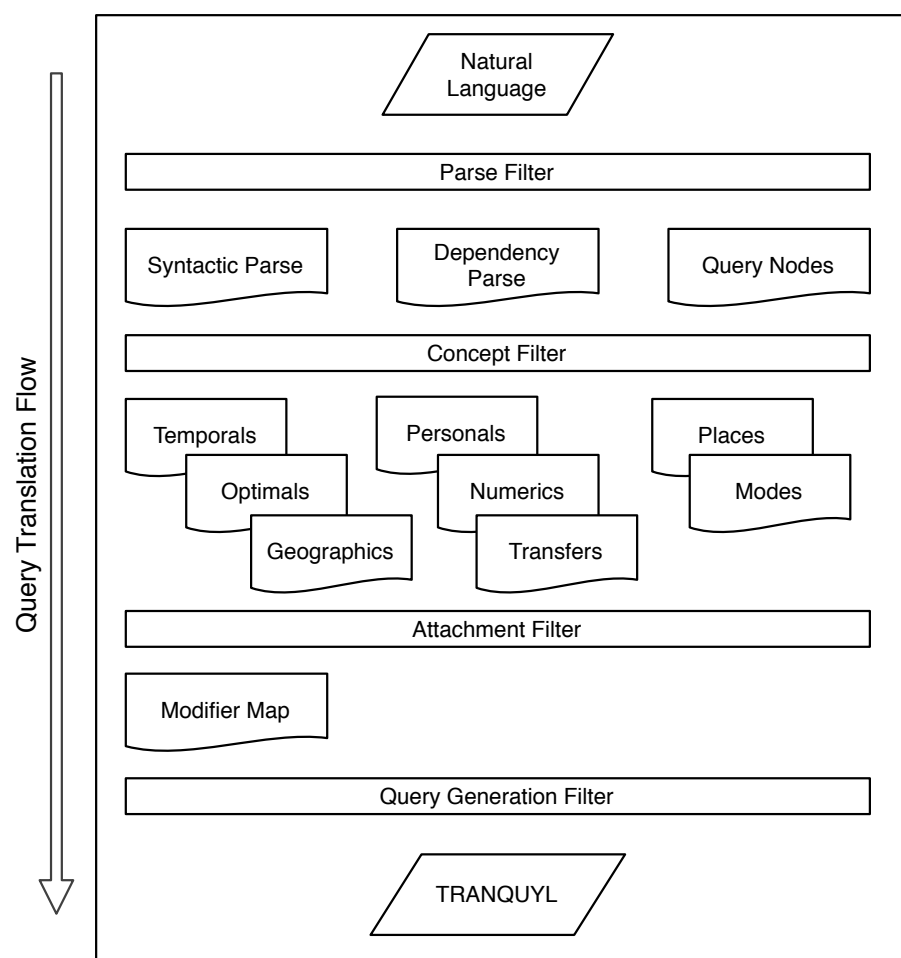 Natural
Language
Parse Filter
Syntactic Parse
Dependency
Parse
Query Nodes
Concept Filter
Temporals
Personals
Places
Optimals
Numerics
Modes
Geographics
Transfers
Attachment Filter
Modifier Map
Query Generation Filter
TRANQUYL
Query Translation Flow